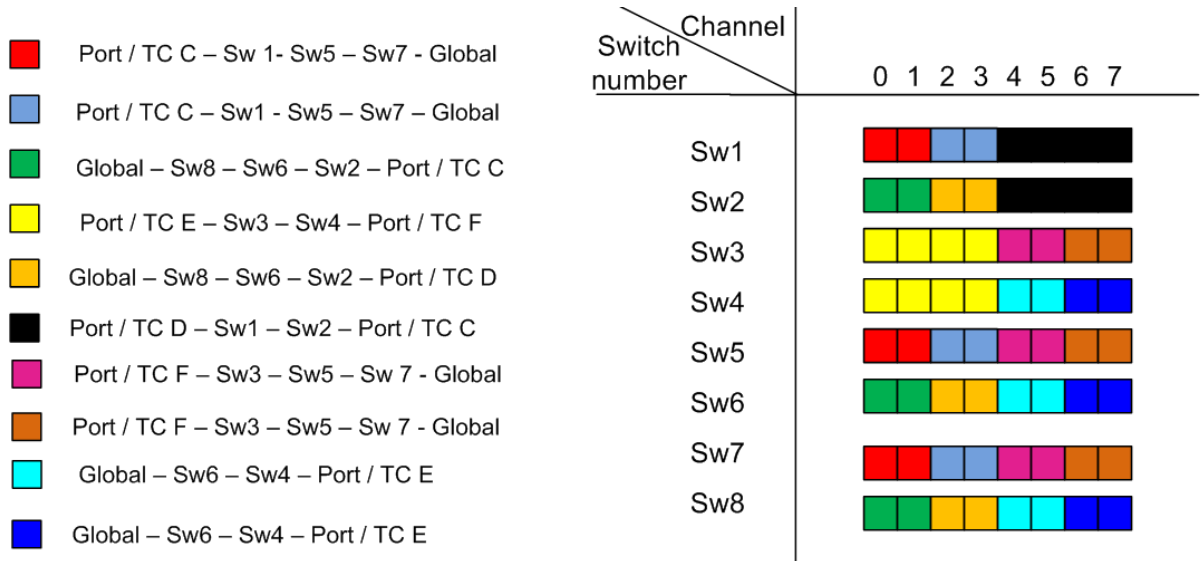 Port / TC C – Sw 1- Sw5 – Sw7 - Global
Port / TC C – Sw1 - Sw5 – Sw7 – Global
Global – Sw8 – Sw6 – Sw2 – Port / TC C
Port / TC E – Sw3 – Sw4 – Port / TC F
Global – Sw8 – Sw6 – Sw2 – Port / TC D
Port / TC D – Sw1 – Sw2 – Port / TC C
Port / TC F – Sw3 – Sw5 – Sw 7 - Global
Port / TC F – Sw3 – Sw5 – Sw 7 - Global
Global – Sw6 – Sw4 – Port / TC E
Global – Sw6 – Sw4 – Port / TC E
Channel
Switch
number
0 1 2 3 4 5 6 7
Sw1
Sw2
Sw3
Sw4
Sw5
Sw6
Sw7
Sw8